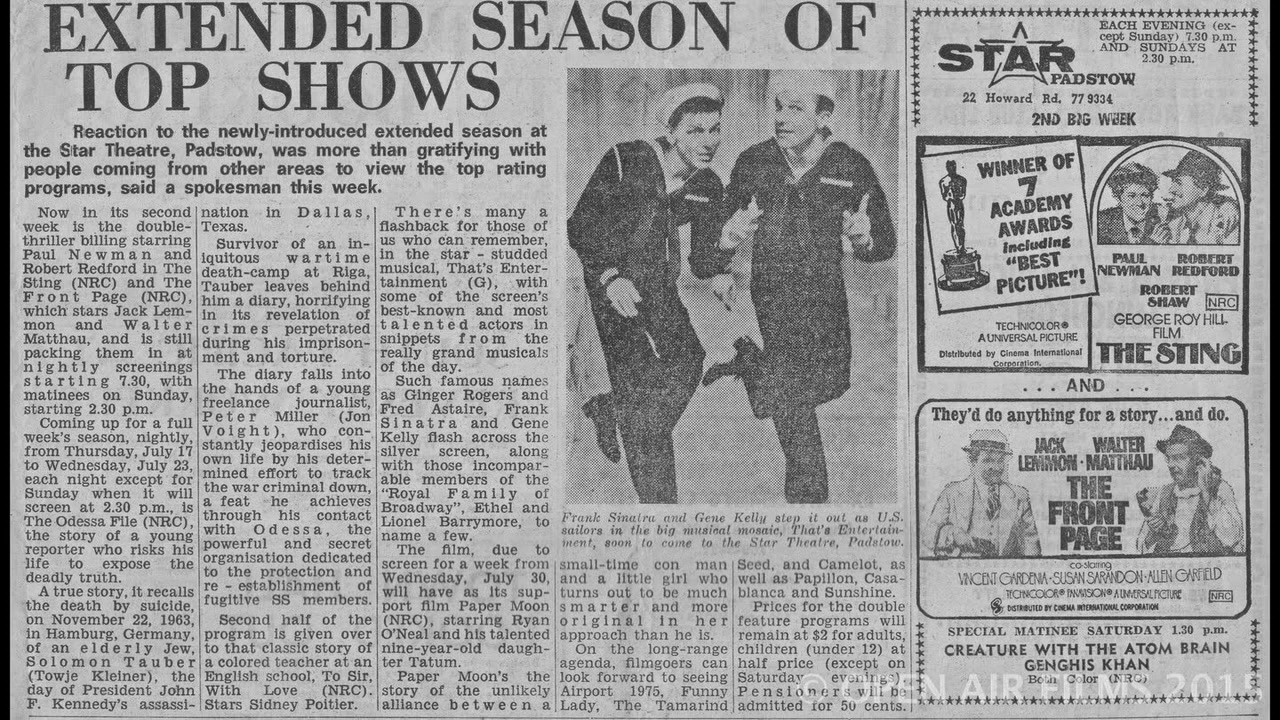 EXTENDED SEASON OF
TOP SHOWS
Reaction to the newly-introduced extended season at
the Star Theatre, Padstow, was more than gratifying with
people coming from other areas to view the top rating
programs, said a spokesman this week.
Now in its second
week is the double-
thriller billing starring
Paul Newman and
Robert Redford in The
Sting (NRC) and The
Front Page (NRC),
which stars Jack Lem-
mon and Walter
Matthau, and is still
packing them in at
nightly screenings
starting 7.30, with
matinees on Sunday,
starting 2.30 p.m.
Coming up for a full
week's season, nightly,
from Thursday, July 17
to Wednesday, July 23,
each night except for
Sunday when it will
screen at 2.30 p.m., is
The Odessa File (NRC),
the story of a young
reporter who risks his
life to expose the
deadly truth.
A true story, it recalls
the death by suicide,
on November 22, 1963,
in Hamburg, Germany,
of an elderly Jew,
Solomon Tauber
(Towje Kleiner), the
day of President John
F. Kennedy's assassi-
nation in Dallas,
Texas.
Survivor of an in-
iquitous wartime
death-camp at Riga,
Tauber leaves behind
him a diary, horrifying
in its revelation of
crimes perpetrated
during his imprison-
ment and torture.
The diary falls into
the hands of a young
freelance journalist,
Peter Miller (Jon
Voight), who con-
stantly jeopardises his
own life by his deter-
mined effort to track
the war criminal down,
a feat he achieves
through his contact
with Odessa, the
powerful and secret
organisation dedicated
to the protection and
re-establishment of
fugitive SS members.
Second half of the
program is given over
to that classic story of
a colored teacher at an
English school, To Sir,
With Love (NRC).
Stars Sidney Poitier.
There's many a
flashback for those of
us who can remember,
in the star-studded
musical, That's Enter-
tainment (G), with
some of the screen's
best-known and most
talented actors in
snippets from the
really grand musicals
of the day.
Such famous names
as Ginger Rogers and
Fred Astaire, Frank
Sinatra and Gene
Kelly flash across the
silver screen, along
with those incompar-
able members of the
"Royal Family of
Broadway", Ethel and
Lionel Barrymore, to
name a few.
The film, due to
screen for a week from
Wednesday, July 30,
will have as its sup-
port film Paper Moon
(NRC), starring Ryan
O'Neal and his talented
nine-year-old daugh-
ter Tatum.
Paper Moon's the
story of the unlikely
alliance between a
Frank Sinatra and Gene Kelly step it out as U.S.
sailors in the big musical mosaic, That's Entertain-
ment, soon to come to the Star Theatre, Padstow.
small-time con man
and a little girl who
turns out to be much
smarter and more
original in her
approach than he is.
On the long-range
agenda, filmgoers can
look forward to seeing
Airport 1975, Funny
Lady, The Tamarind
Seed, and Camelot, as
well as Papillon, Casa-
blanca and Sunshine.
Prices for the double
feature programs will
remain at $2 for adults,
children (under 12) at
half price (except on
Saturday evenings).
Pensioners will be
admitted for 50 cents.
STAR
PADSTOW
EACH EVENING (ex-
cept Sunday) 7.30 p.m.
AND SUNDAYS AT
2.30 p.m.
22 Howard Rd. 77 9334
2ND BIG WEEK
WINNER OF
7
ACADEMY
AWARDS
including
"BEST
PICTURE"!
TECHNICOLOR®
A UNIVERSAL PICTURE
Distributed by Cinema International
Corporation.
PAUL NEWMAN
ROBERT REDFORD
ROBERT
SHAW
NRC
GEORGE ROY HILL
FILM
THE STING
... AND ...
They'd do anything for a story...and do.
JACK LEMMON · WALTER MATTHAU
THE
FRONT
PAGE
co-starring
VINCENT GARDENIA · SUSAN SARANDON · ALLEN GARFIELD
TECHNICOLOR® PANAVISION® A UNIVERSAL PICTURE
NRC
DISTRIBUTED BY CINEMA INTERNATIONAL CORPORATION
SPECIAL MATINEE SATURDAY 1.30 p.m.
CREATURE WITH THE ATOM BRAIN
GENGHIS KHAN
Both Color (NRC)
© OPEN AIR FILMS 2015